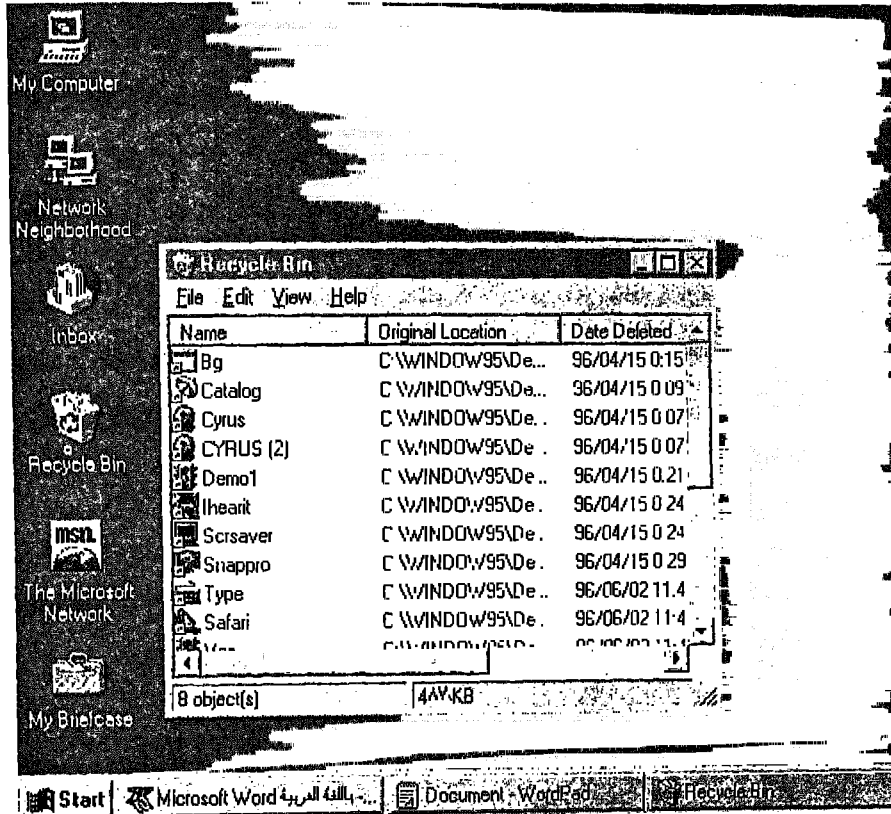 My Computer
Network
Neighborhood
Inbox
Recycle Bin
The Microsoft
Network
My Briefcase
msn.
Recycle Bin
File Edit View Help
Name Original Location Date Deleted
Bg C:\WINDOW95\De... 96/04/15 0:15
Catalog C:\WINDOW95\De... 96/04/15 0:09
Cyrus C:\WINDOW95\De.. 96/04/15 0:07
CYRUS (2) C:\WINDOW95\De . 96/04/15 0:07
Demo1 C:\WINDOW95\De .. 96/04/15 0.21
Iheart C:\WINDOW95\De . 96/04/15 0 24
Scrsaver C:\WINDOW95\De . 96/04/15 0 24
Snappro C:\WINDOW95\De . 96/04/15 0 29
Type C:\WINDOW95\De .. 96/06/02 11.4
Safari C:\WINDOW95\De . 96/06/02 11:4
8 object(s) 4٨٧KB
Start Microsoft Word باللغة العربية -... Document - WordPad Recycle Bin